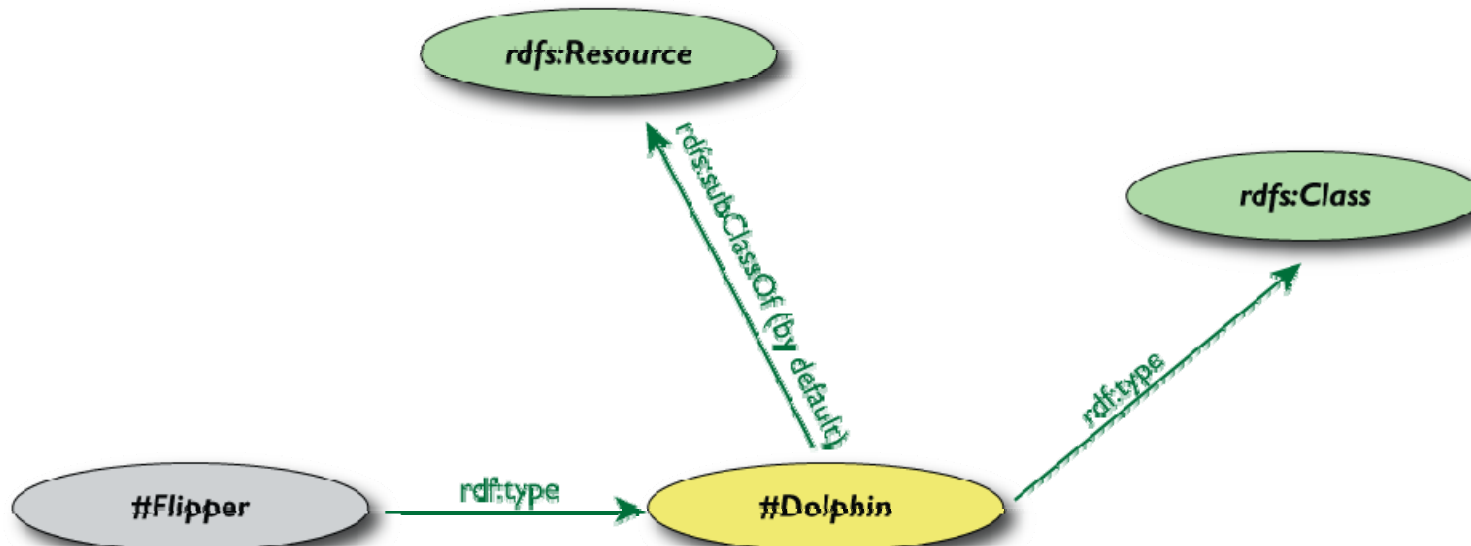 rdfs:Resource
rdfs:subClassOf (by default)
rdfs:Class
rdf:type
#Flipper
rdf:type
#Dolphin